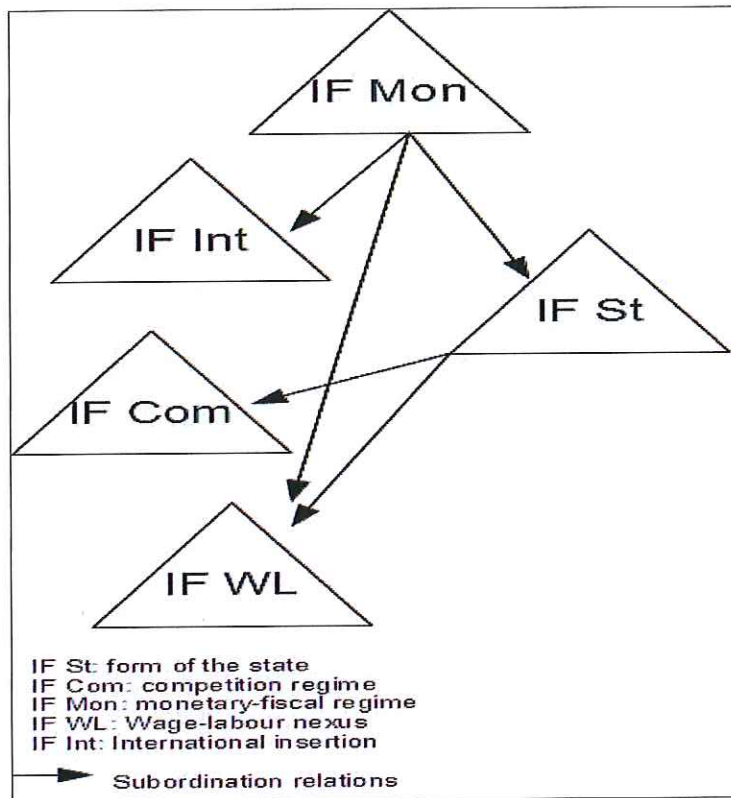 IF Mon
IF Int
IF St
IF Com
IF WL
IF St: form of the state
IF Com: competition regime
IF Mon: monetary-fiscal regime
IF WL: Wage-labour nexus
IF Int: International insertion
Subordination relations